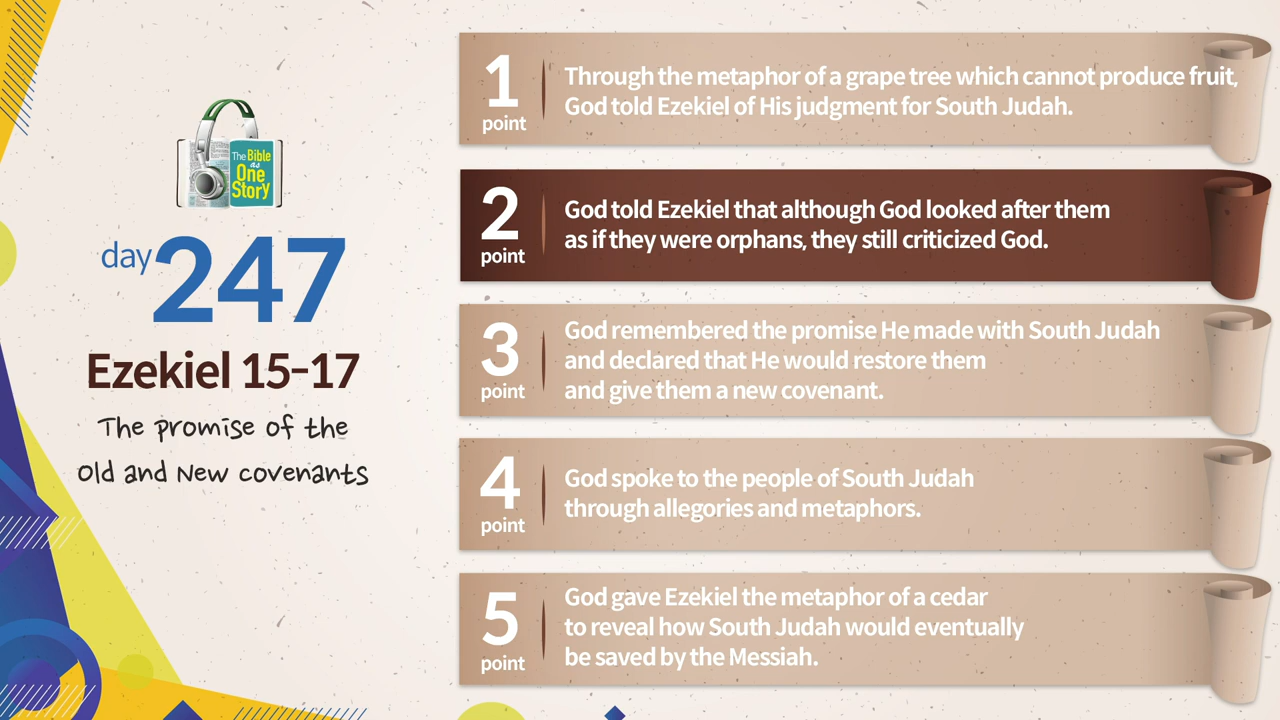 The Bible
as
One
Story
day 247
Ezekiel 15-17
The promise of the
Old and New covenants
1
point
Through the metaphor of a grape tree which cannot produce fruit,
God told Ezekiel of His judgment for South Judah.
2
point
God told Ezekiel that although God looked after them
as if they were orphans, they still criticized God.
3
point
God remembered the promise He made with South Judah
and declared that He would restore them
and give them a new covenant.
4
point
God spoke to the people of South Judah
through allegories and metaphors.
5
point
God gave Ezekiel the metaphor of a cedar
to reveal how South Judah would eventually
be saved by the Messiah.